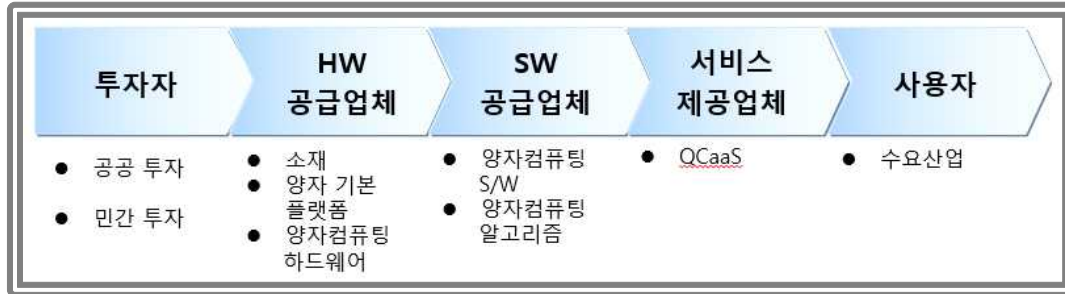 투자자
HW
공급업체
SW
공급업체
서비스
제공업체
사용자
● 공공 투자
● 민간 투자
● 소재
● 양자 기본
플랫폼
● 양자컴퓨팅
하드웨어
● 양자컴퓨팅
S/W
● 양자컴퓨팅
알고리즘
● QCaaS
● 수요산업